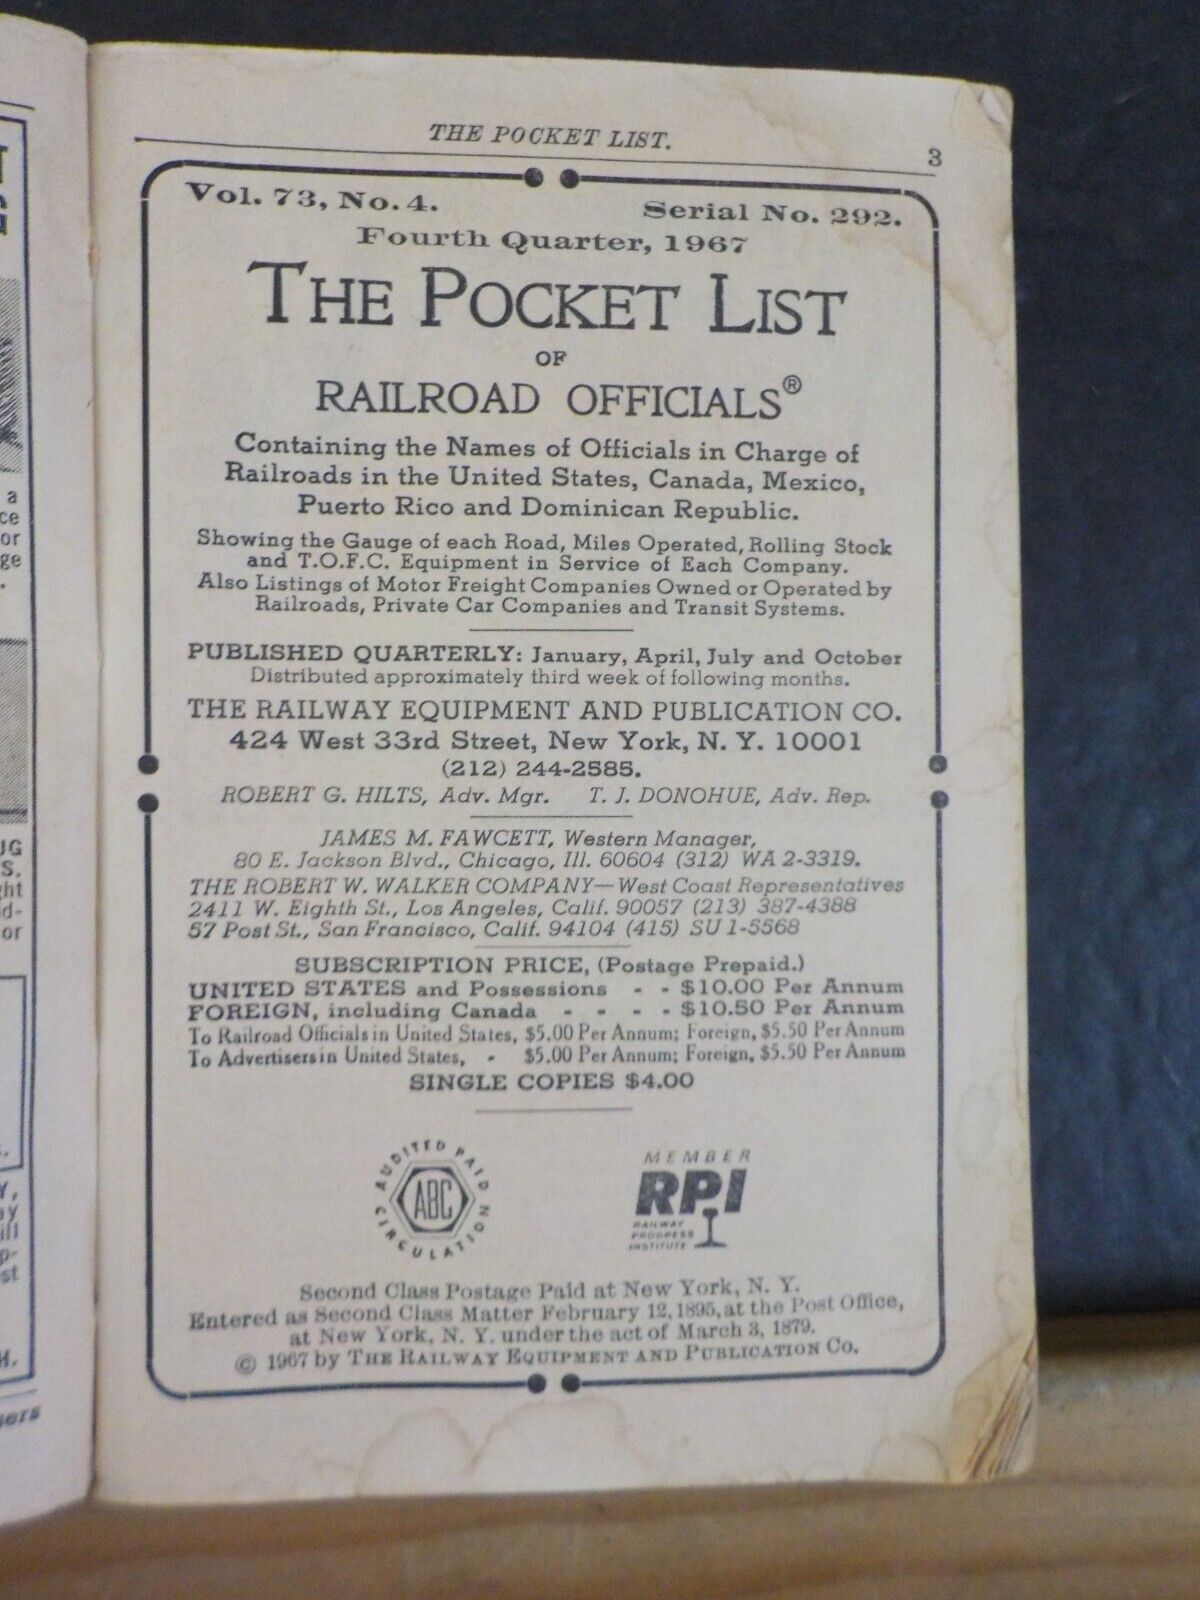 THE POCKET LIST.
3
Vol. 73, No. 4.
Serial No. 292.
Fourth Quarter, 1967
THE POCKET LIST
OF
RAILROAD OFFICIALS®
Containing the Names of Officials in Charge of
Railroads in the United States, Canada, Mexico,
Puerto Rico and Dominican Republic.
Showing the Gauge of each Road, Miles Operated, Rolling Stock
and T.O.F.C. Equipment in Service of Each Company.
Also Listings of Motor Freight Companies Owned or Operated by
Railroads, Private Car Companies and Transit Systems.
PUBLISHED QUARTERLY: January, April, July and October
Distributed approximately third week of following months.
THE RAILWAY EQUIPMENT AND PUBLICATION CO.
424 West 33rd Street, New York, N. Y. 10001
(212) 244-2585.
ROBERT G. HILTS, Adv. Mgr. T. J. DONOHUE, Adv. Rep.
JAMES M. FAWCETT, Western Manager,
80 E. Jackson Blvd., Chicago, Ill. 60604 (312) WA 2-3319.
THE ROBERT W. WALKER COMPANY—West Coast Representatives
2411 W. Eighth St., Los Angeles, Calif. 90057 (213) 387-4388
57 Post St., San Francisco, Calif. 94104 (415) SU 1-5568
SUBSCRIPTION PRICE, (Postage Prepaid.)
UNITED STATES and Possessions - - $10.00 Per Annum
FOREIGN, including Canada - - - - $10.50 Per Annum
To Railroad Officials in United States, $5.00 Per Annum; Foreign, $5.50 Per Annum
To Advertisers in United States, - $5.00 Per Annum; Foreign, $5.50 Per Annum
SINGLE COPIES $4.00
AUDITED PAID CIRCULATION
ABC
MEMBER
RPI
RAILWAY
PROGRESS
INSTITUTE
Second Class Postage Paid at New York, N. Y.
Entered as Second Class Matter February 12, 1895, at the Post Office,
at New York, N. Y. under the act of March 3, 1879.
© 1967 by THE RAILWAY EQUIPMENT AND PUBLICATION CO.